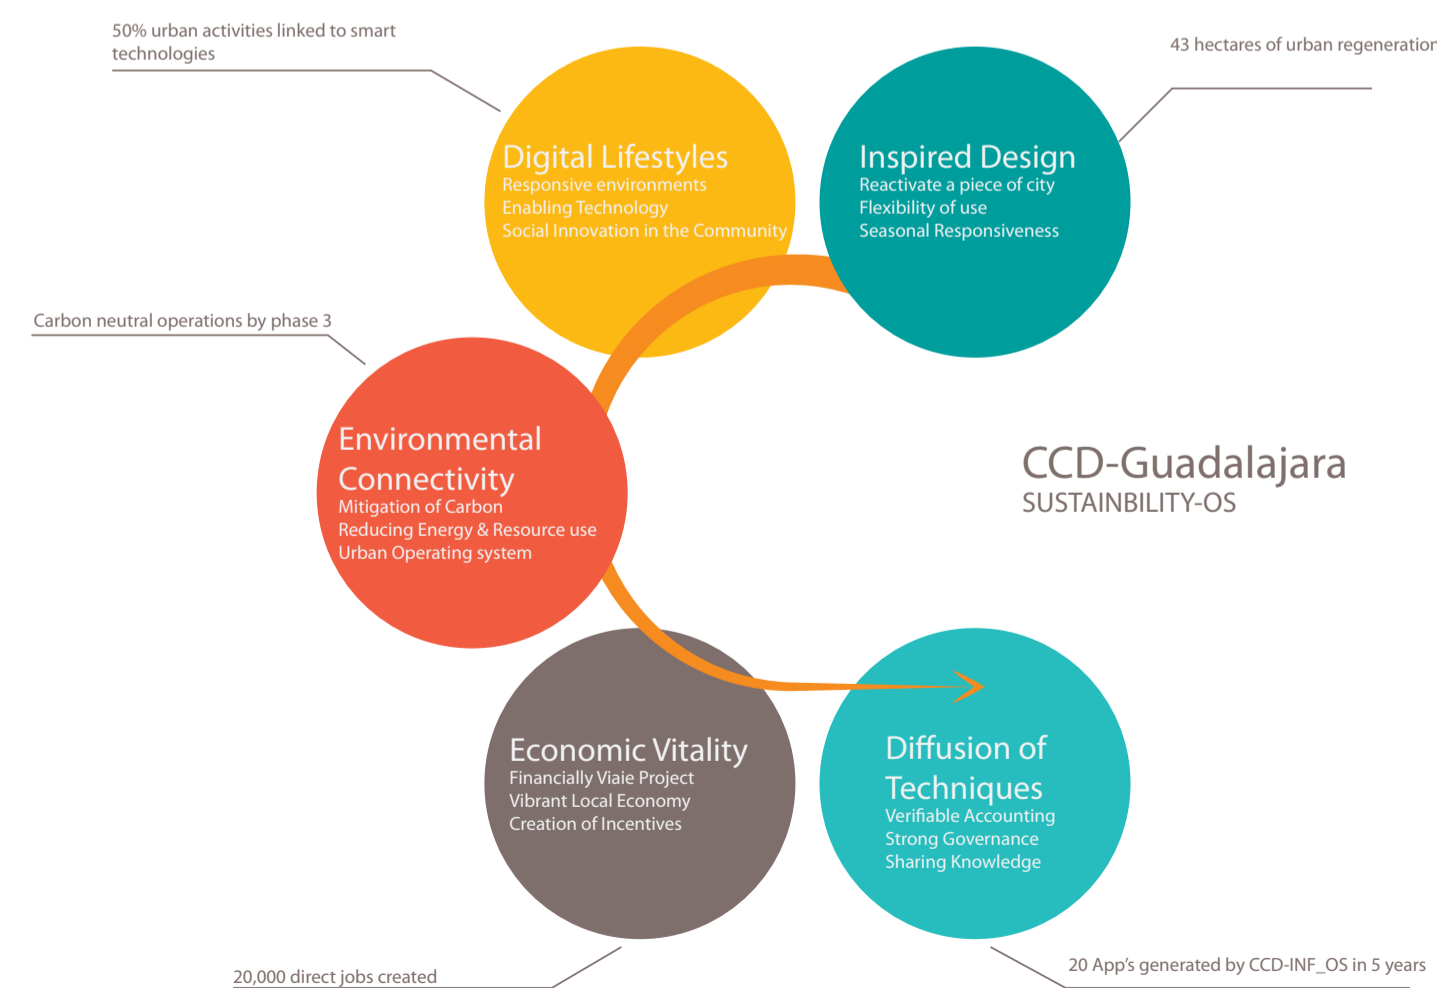 50% urban activities linked to smart
technologies
43 hectares of urban regeneration
Digital Lifestyles
Responsive environments
Enabling Technology
Social Innovation in the Community
Inspired Design
Reactivate a piece of city
Flexibility of use
Seasonal Responsiveness
Carbon neutral operations by phase 3
Environmental
Connectivity
Mitigation of Carbon
Reducing Energy & Resource use
Urban Operating system
CCD-Guadalajara
SUSTAINBILITY-OS
Economic Vitality
Financially Viaie Project
Vibrant Local Economy
Creation of Incentives
Diffusion of
Techniques
Verifiable Accounting
Strong Governance
Sharing Knowledge
20,000 direct jobs created
20 App's generated by CCD-INF_OS in 5 years